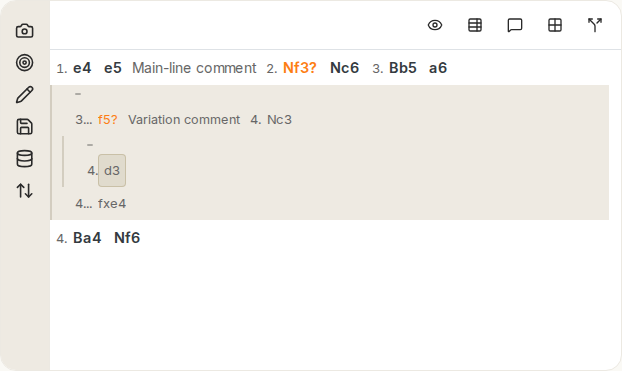 1. e4 e5 Main-line comment 2. Nf3? Nc6 3. Bb5 a6
–
3... f5? Variation comment 4. Nc3
–
4. d3
4... fxe4
4. Ba4 Nf6